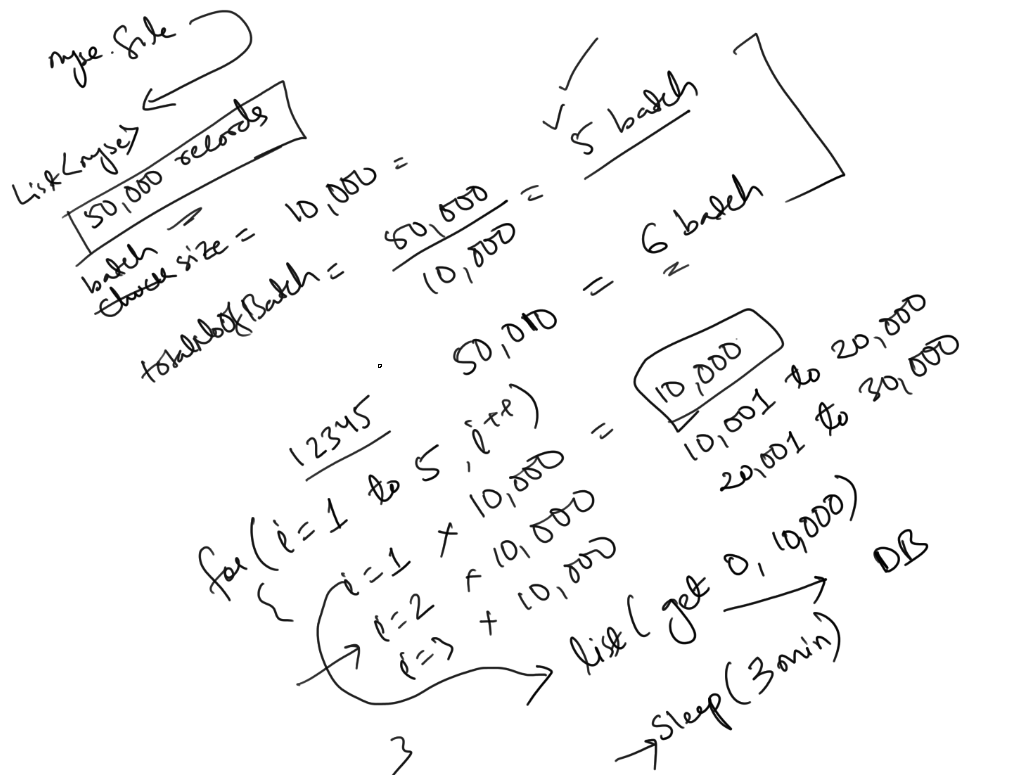 nyse.file
List<nyse>
50,000 records
batch size = 10,000 =
totalNoOfBatch = 50,000 / 10,000 = 5 batch
50,010 = 6 batch
12345
for (i=1 to 5, i++)
{
i=1 × 10,000 = 10,000
i=2 × 10,000 10,001 to 20,000
i=3 × 10,000 20,001 to 30,000
list (get 0, 10,000) → DB
→ Sleep (3 min)
}